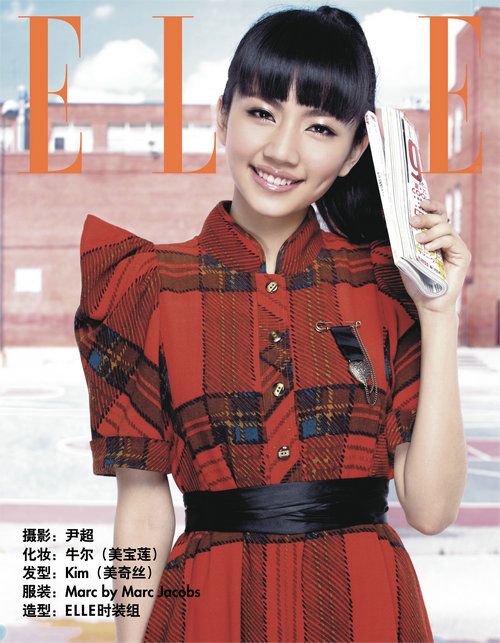 ELLE
摄影：尹超
化妆：牛尔（美宝莲）
发型：Kim（美奇丝）
服装：Marc by Marc Jacobs
造型：ELLE时装组